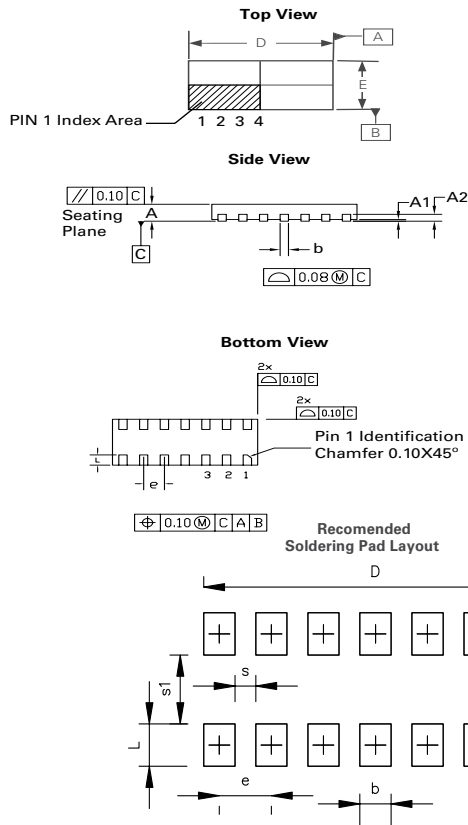 Top View
D
A
E
PIN 1 Index Area
1 2 3 4
B
Side View
// 0.10 C
A
A1
A2
Seating
Plane
b
C
⌓ 0.08 Ⓜ C
Bottom View
2x
⌓ 0.10 C
2x
⌓ 0.10 C
Pin 1 Identification
Chamfer 0.10X45°
L
e
3 2 1
⌖ 0.10 Ⓜ C A B
Recomended
Soldering Pad Layout
D
s1
s
L
e
b